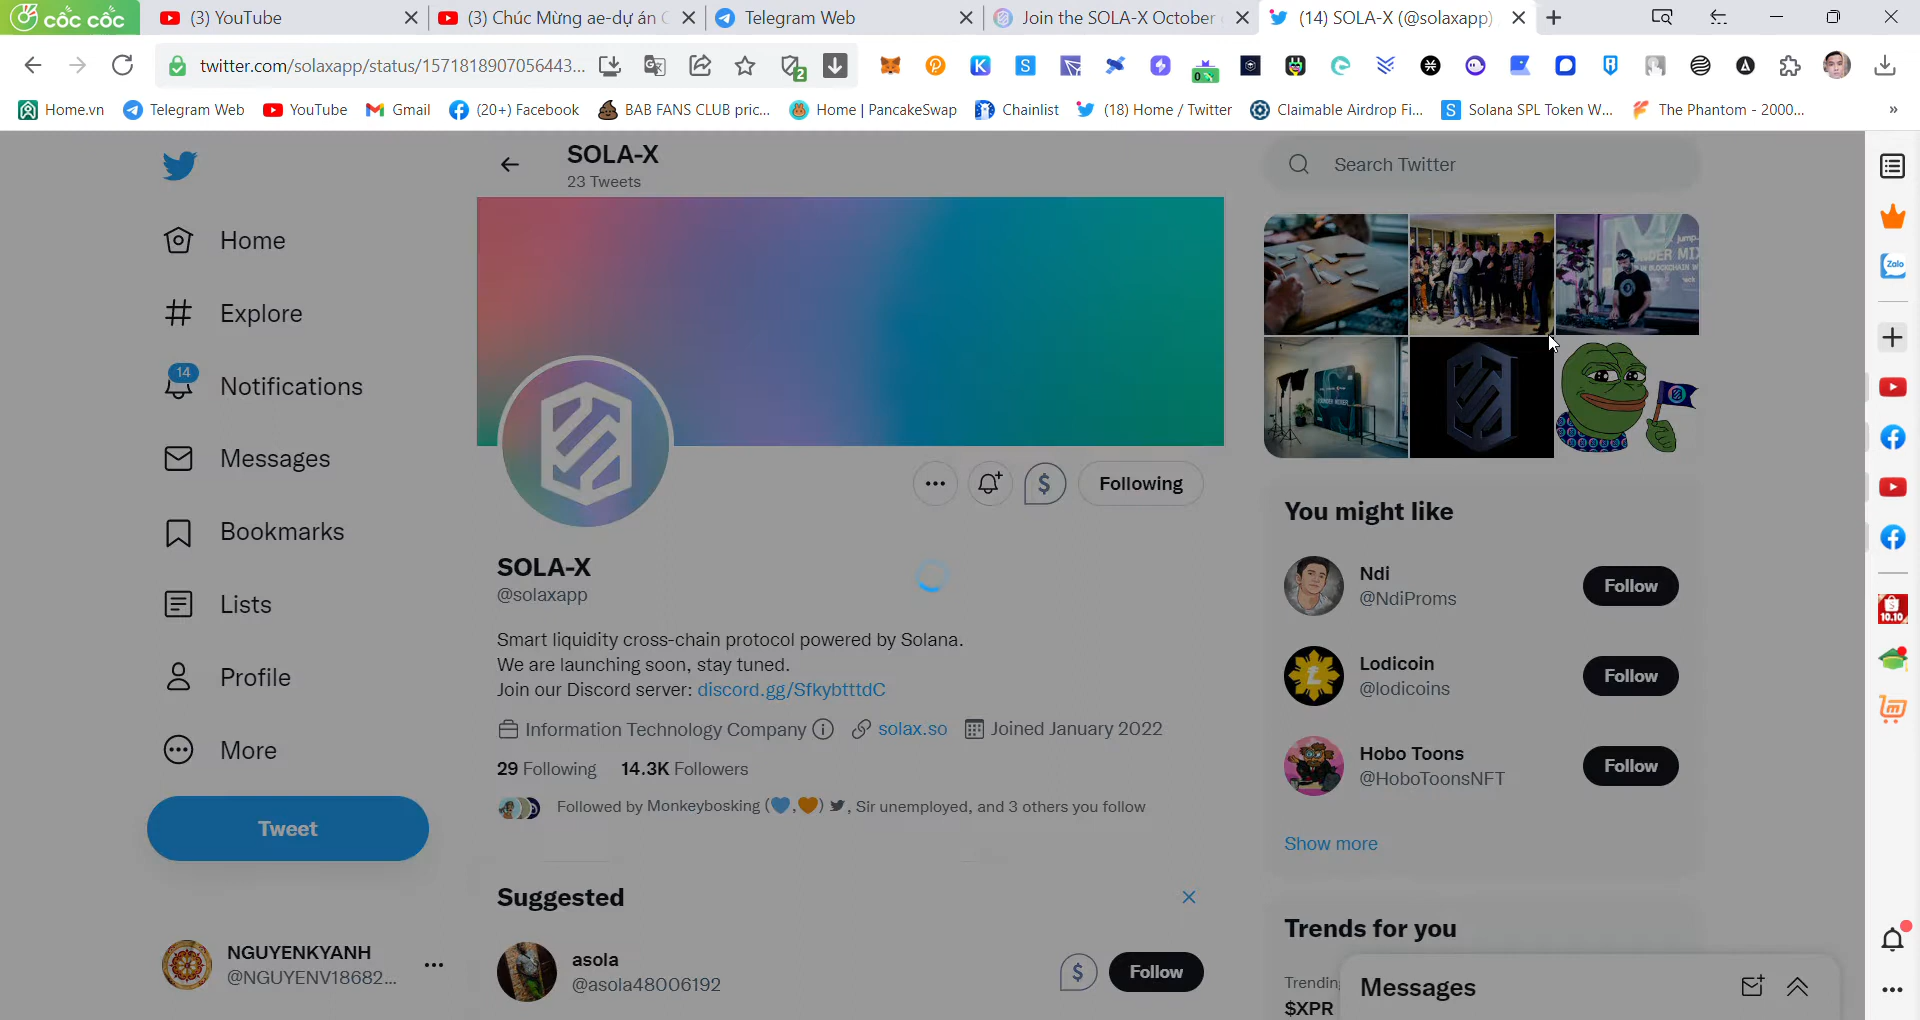 cốc cốc
(3) YouTube
(3) Chúc Mừng ae-dự án
Telegram Web
Join the SOLA-X October
(14) SOLA-X (@solaxapp)
twitter.com/solaxapp/status/1571818907056443...
2
0
Home.vn
Telegram Web
YouTube
Gmail
(20+) Facebook
BAB FANS CLUB pric...
Home | PancakeSwap
Chainlist
(18) Home / Twitter
Claimable Airdrop Fi...
Solana SPL Token W...
The Phantom - 2000...
»
Home
Explore
14
Notifications
Messages
Bookmarks
Lists
Profile
More
Tweet
NGUYENKYANH
@NGUYENV18682...
SOLA-X
23 Tweets
Following
SOLA-X
@solaxapp
Smart liquidity cross-chain protocol powered by Solana.
We are launching soon, stay tuned.
Join our Discord server: discord.gg/SfkybtttdC
Information Technology Company
solax.so
Joined January 2022
29 Following 14.3K Followers
Followed by Monkeybosking (💙,🧡) , Sir unemployed, and 3 others you follow
Suggested
asola
@asola48006192
Follow
Search Twitter
You might like
Ndi
@NdiProms
Follow
Lodicoin
@lodicoins
Follow
Hobo Toons
@HoboToonsNFT
Follow
Show more
Trends for you
Trending
$XPR
Messages
Zalo
10.10